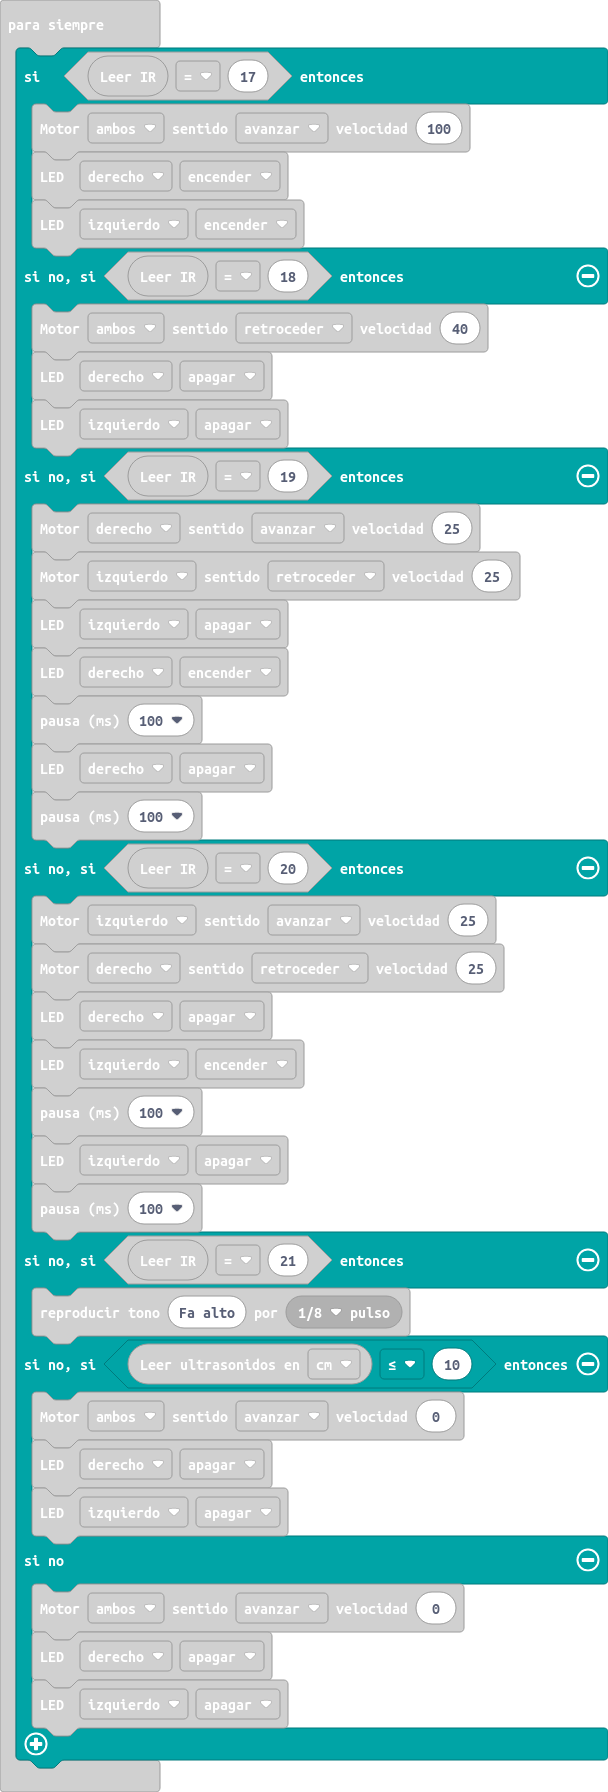 para siempre
si Leer IR = 17 entonces
Motor ambos sentido avanzar velocidad 100
LED derecho encender
LED izquierdo encender
si no, si Leer IR = 18 entonces
Motor ambos sentido retroceder velocidad 40
LED derecho apagar
LED izquierdo apagar
si no, si Leer IR = 19 entonces
Motor derecho sentido avanzar velocidad 25
Motor izquierdo sentido retroceder velocidad 25
LED izquierdo apagar
LED derecho encender
pausa (ms) 100
LED derecho apagar
pausa (ms) 100
si no, si Leer IR = 20 entonces
Motor izquierdo sentido avanzar velocidad 25
Motor derecho sentido retroceder velocidad 25
LED derecho apagar
LED izquierdo encender
pausa (ms) 100
LED izquierdo apagar
pausa (ms) 100
si no, si Leer IR = 21 entonces
reproducir tono Fa alto por 1/8 pulso
si no, si Leer ultrasonidos en cm ≤ 10 entonces
Motor ambos sentido avanzar velocidad 0
LED derecho apagar
LED izquierdo apagar
si no
Motor ambos sentido avanzar velocidad 0
LED derecho apagar
LED izquierdo apagar